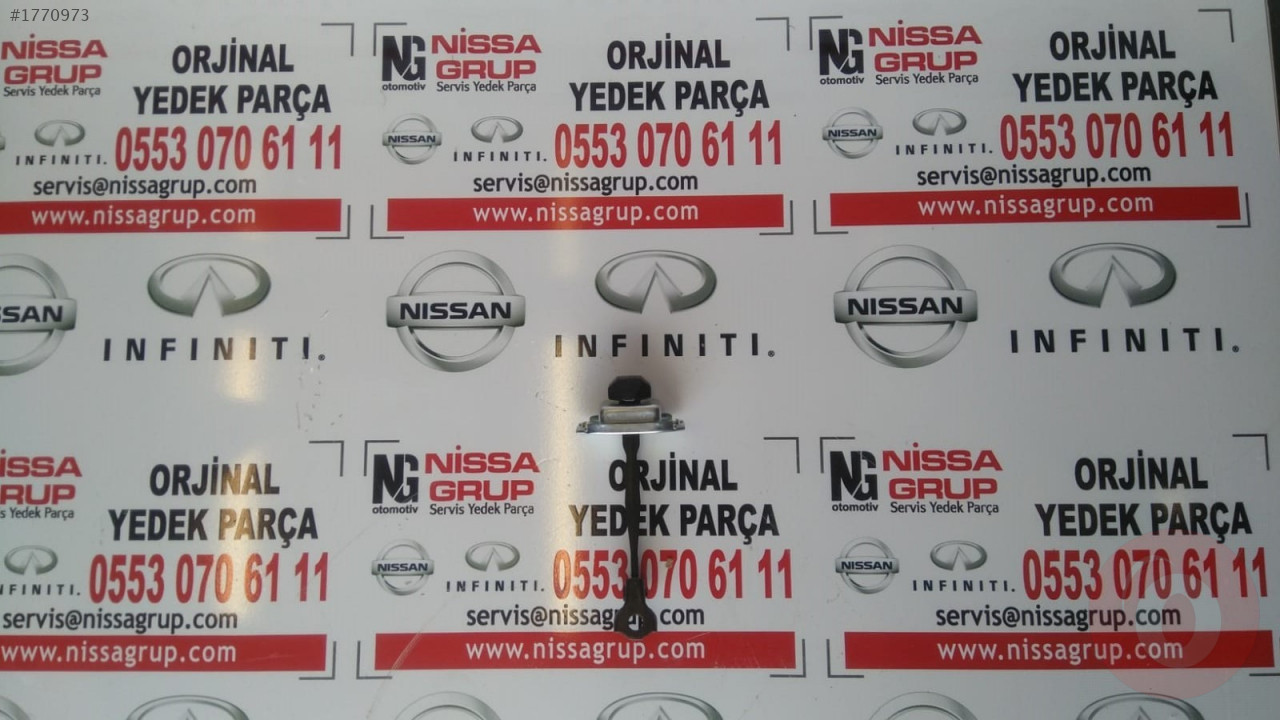 #1770973
NİSSA
GRUP
Servis Yedek Parça
ORJİNAL
YEDEK PARÇA
INFINITI.
0553 070 61 11
servis@nissagrup.com
www.nissagrup.com
NG
otomotiv
NİSSA
GRUP
Servis Yedek Parça
ORJİNAL
YEDEK PARÇA
NISSAN
INFINITI.
0553 070 61 11
servis@nissagrup.com
www.nissagrup.com
NG
otomotiv
NİSSA
GRUP
Servis Yedek Parça
ORJİNAL
YEDEK PARÇA
NISSAN
INFINITI.
0553 070 61 11
servis@nissagrup.com
www.nissagrup.com
SSAN
INFINITI®
NISSAN
INFINITI®
NISSAN
INFINITI®
SSA
RUP
s Yedek Parça
ORJİNAL
YEDEK PARÇA
NFINITI.
0553 070 61 11
servis@nissagrup.com
www.nissagrup.com
NG
otomotiv
NİSSA
GRUP
Servis Yedek Parça
ORJİNAL
YEDEK PARÇA
NISSAN
INFINITI.
0553 070 61 11
servis@nissagrup.com
www.nissagrup.com
NG
otomotiv
NİSSA
GRUP
Servis Yedek Parça
ORJİNAL
YEDEK PARÇA
NISSAN
INFINITI.
0553 070 61 11
servis@nissagrup.com
www.nissagrup.com